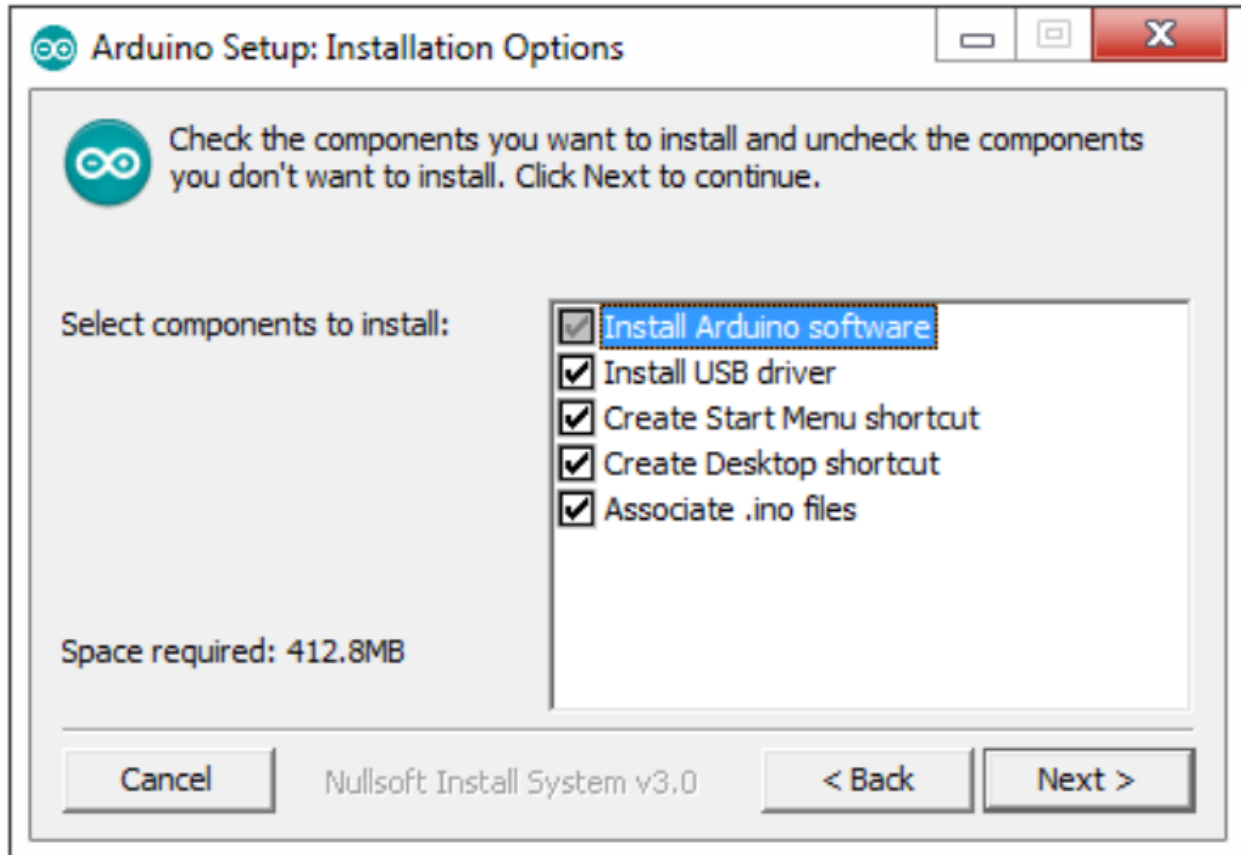 Arduino Setup: Installation Options
Check the components you want to install and uncheck the components
you don't want to install. Click Next to continue.
Select components to install:
Install Arduino software
Install USB driver
Create Start Menu shortcut
Create Desktop shortcut
Associate .ino files
Space required: 412.8MB
Cancel
Nullsoft Install System v3.0
< Back
Next >